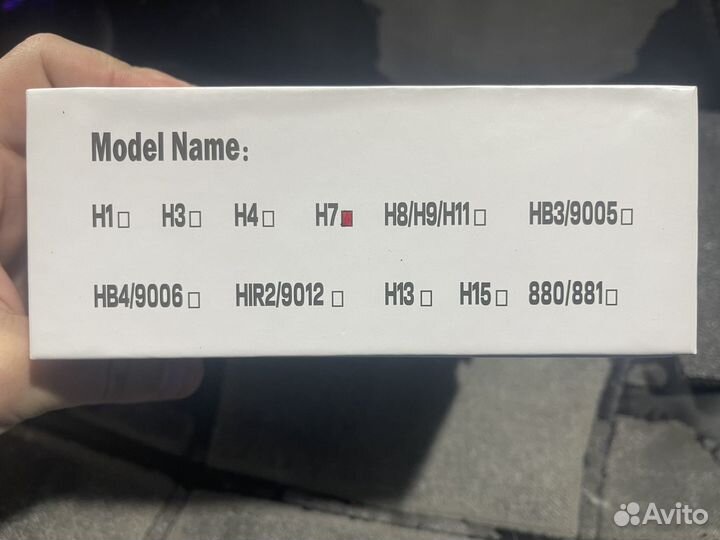 Model Name:
H1□ H3□ H4□ H7■ H8/H9/H11□ HB3/9005□
HB4/9006□ HIR2/9012□ H13□ H15□ 880/881□
Avito